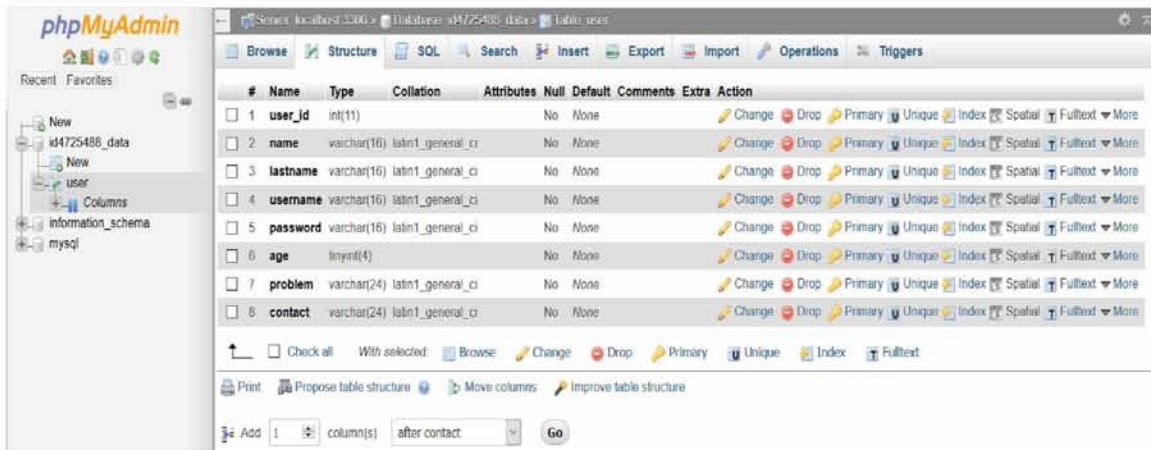 phpMyAdmin
Recent Favorites
New
id4725488_data
New
user
Columns
information_schema
mysql
Server: localhost:3306 » Database: id4725488_data » Table: user
Browse Structure SQL Search Insert Export Import Operations Triggers
# Name Type Collation Attributes Null Default Comments Extra Action
1 user_id int(11) No None Change Drop Primary Unique Index Spatial Fulltext More
2 name varchar(16) latin1_general_ci No None Change Drop Primary Unique Index Spatial Fulltext More
3 lastname varchar(16) latin1_general_ci No None Change Drop Primary Unique Index Spatial Fulltext More
4 username varchar(16) latin1_general_ci No None Change Drop Primary Unique Index Spatial Fulltext More
5 password varchar(16) latin1_general_ci No None Change Drop Primary Unique Index Spatial Fulltext More
6 age tinyint(4) No None Change Drop Primary Unique Index Spatial Fulltext More
7 problem varchar(24) latin1_general_ci No None Change Drop Primary Unique Index Spatial Fulltext More
8 contact varchar(24) latin1_general_ci No None Change Drop Primary Unique Index Spatial Fulltext More
Check all With selected: Browse Change Drop Primary Unique Index Fulltext
Print Propose table structure Move columns Improve table structure
Add 1 column(s) after contact Go